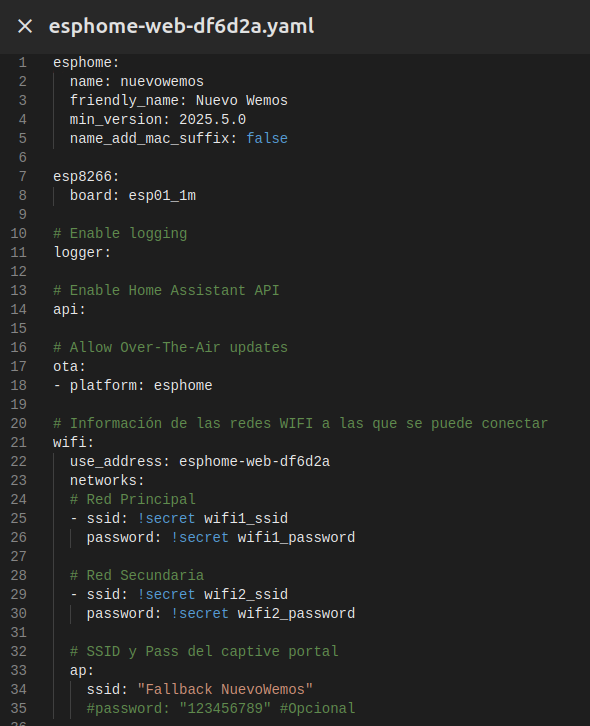 × esphome-web-df6d2a.yaml
1 esphome:
2   name: nuevowemos
3   friendly_name: Nuevo Wemos
4   min_version: 2025.5.0
5   name_add_mac_suffix: false
6
7 esp8266:
8   board: esp01_1m
9
10 # Enable logging
11 logger:
12
13 # Enable Home Assistant API
14 api:
15
16 # Allow Over-The-Air updates
17 ota:
18 - platform: esphome
19
20 # Información de las redes WIFI a las que se puede conectar
21 wifi:
22   use_address: esphome-web-df6d2a
23   networks:
24   # Red Principal
25   - ssid: !secret wifi1_ssid
26     password: !secret wifi1_password
27
28   # Red Secundaria
29   - ssid: !secret wifi2_ssid
30     password: !secret wifi2_password
31
32   # SSID y Pass del captive portal
33   ap:
34     ssid: "Fallback NuevoWemos"
35     #password: "123456789" #Opcional